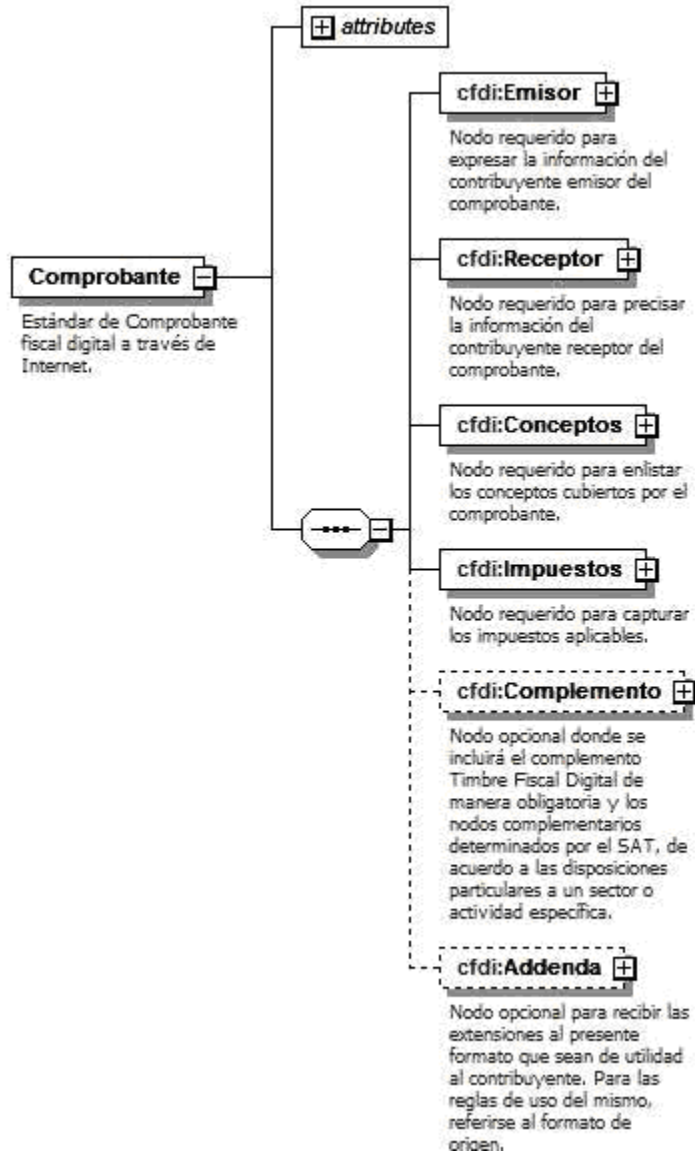 attributes
cfdi:Emisor
Nodo requerido para
expresar la información del
contribuyente emisor del
comprobante.
Comprobante
Estándar de Comprobante
fiscal digital a través de
Internet.
cfdi:Receptor
Nodo requerido para precisar
la información del
contribuyente receptor del
comprobante.
cfdi:Conceptos
Nodo requerido para enlistar
los conceptos cubiertos por el
comprobante.
cfdi:Impuestos
Nodo requerido para capturar
los impuestos aplicables.
cfdi:Complemento
Nodo opcional donde se
incluirá el complemento
Timbre Fiscal Digital de
manera obligatoria y los
nodos complementarios
determinados por el SAT, de
acuerdo a las disposiciones
particulares a un sector o
actividad específica.
cfdi:Addenda
Nodo opcional para recibir las
extensiones al presente
formato que sean de utilidad
al contribuyente. Para las
reglas de uso del mismo,
referirse al formato de
origen.